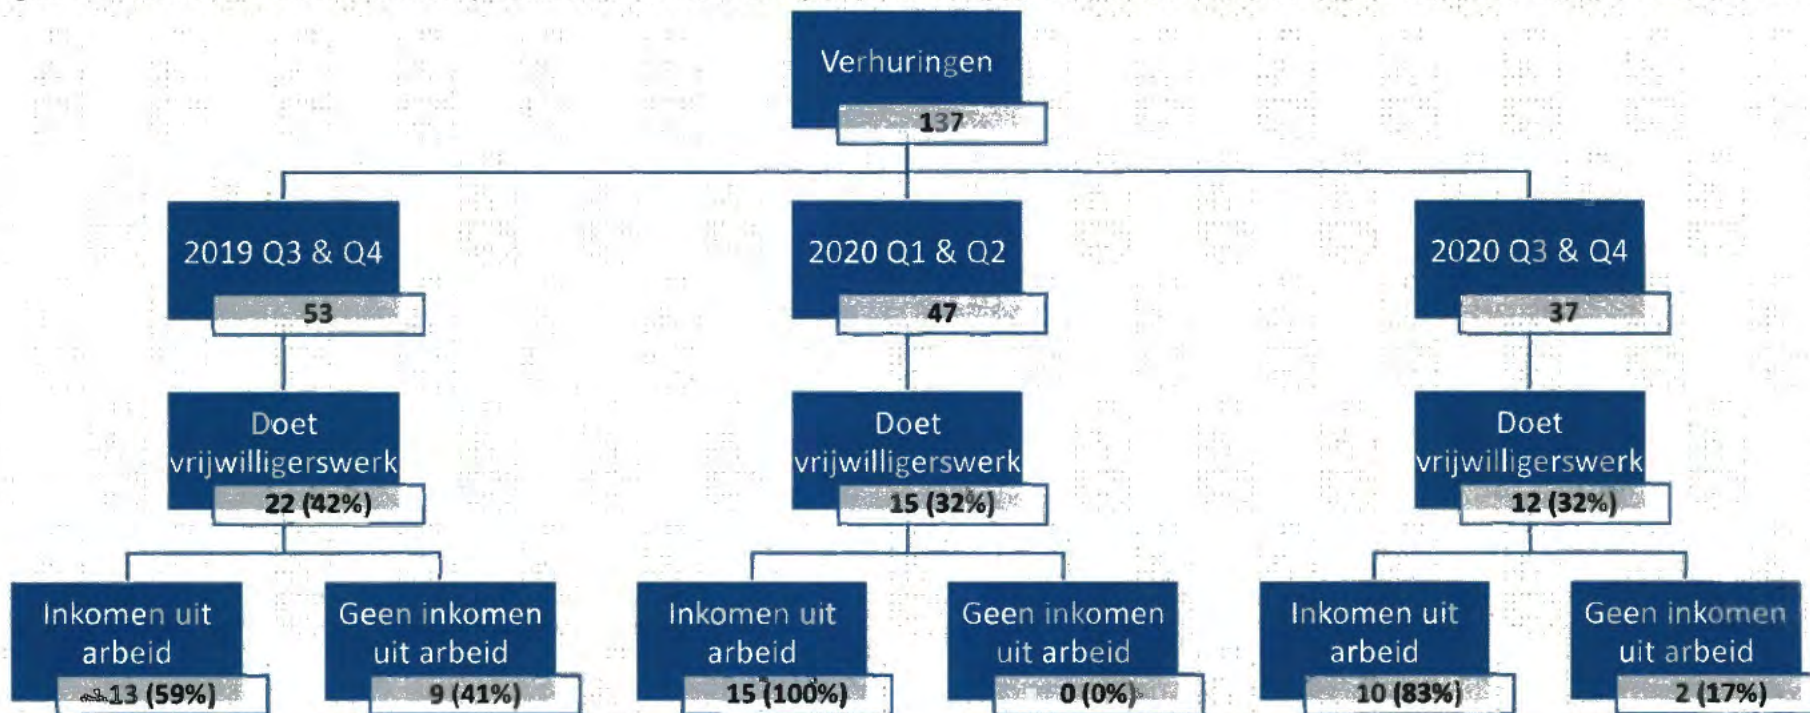 Verhuringen
137
2019 Q3 & Q4
53
2020 Q1 & Q2
47
2020 Q3 & Q4
37
Doet
vrijwilligerswerk
22 (42%)
Doet
vrijwilligerswerk
15 (32%)
Doet
vrijwilligerswerk
12 (32%)
Inkomen uit
arbeid
13 (59%)
Geen inkomen
uit arbeid
9 (41%)
Inkomen uit
arbeid
15 (100%)
Geen inkomen
uit arbeid
0 (0%)
Inkomen uit
arbeid
10 (83%)
Geen inkomen
uit arbeid
2 (17%)